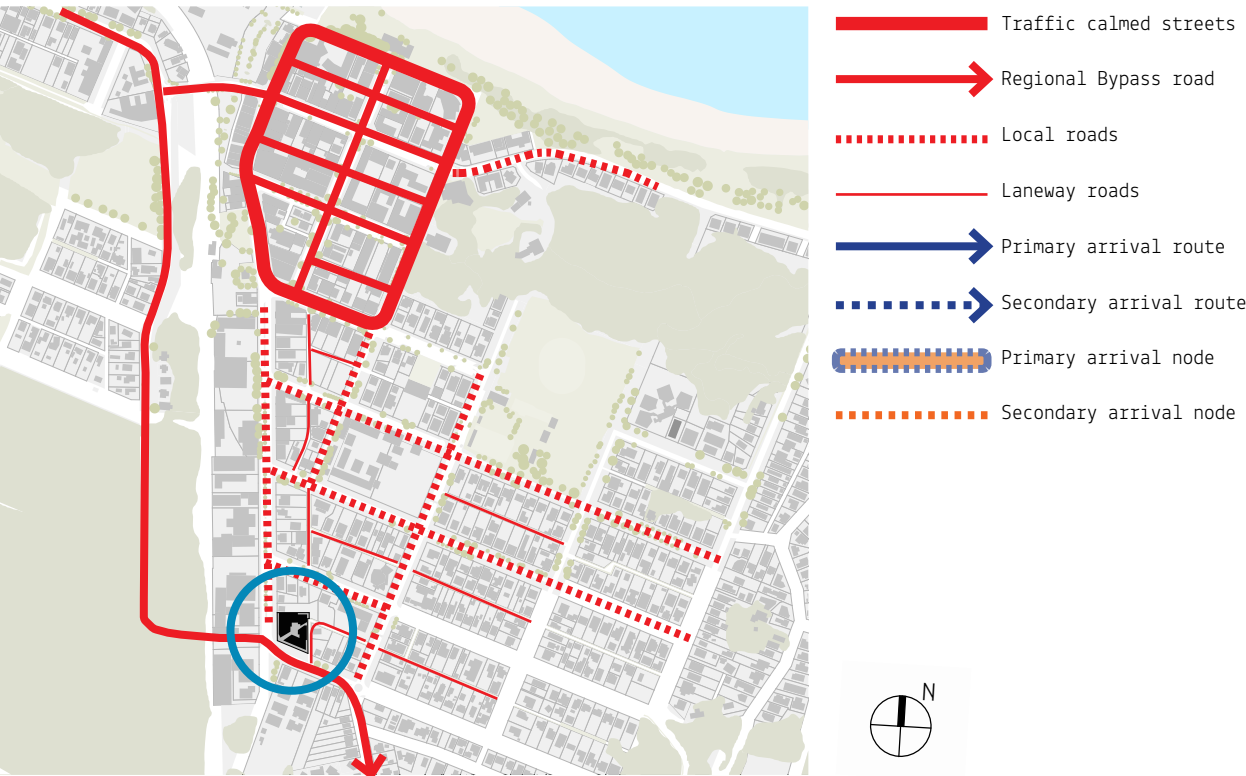 Traffic calmed streets
Regional Bypass road
Local roads
Laneway roads
Primary arrival route
Secondary arrival route
Primary arrival node
Secondary arrival node
N